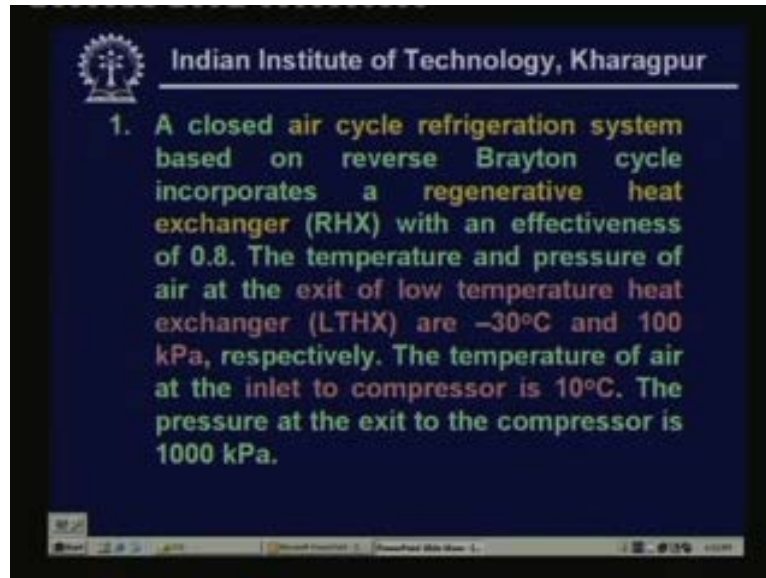 Indian Institute of Technology, Kharagpur
1. A closed air cycle refrigeration system
based on reverse Brayton cycle
incorporates a regenerative heat
exchanger (RHX) with an effectiveness
of 0.8. The temperature and pressure of
air at the exit of low temperature heat
exchanger (LTHX) are –30°C and 100
kPa, respectively. The temperature of air
at the inlet to compressor is 10°C. The
pressure at the exit to the compressor is
1000 kPa.